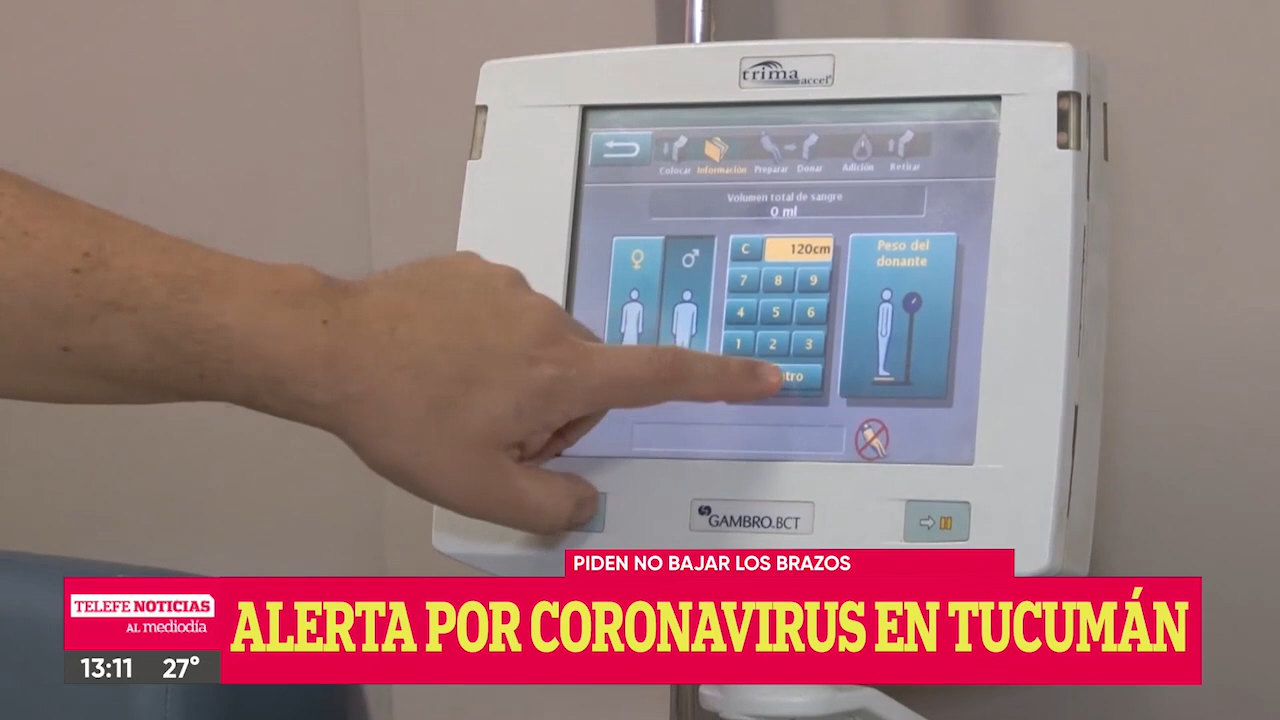 trima
accel
Colocar Información Preparar Donar Adición Retirar
Volumen total de sangre
0 ml
C 120cm
Peso del
donante
7 8 9
4 5 6
1 2 3
GAMBRO BCT
PIDEN NO BAJAR LOS BRAZOS
TELEFE NOTICIAS
AL mediodía
ALERTA POR CORONAVIRUS EN TUCUMÁN
13:11 27°